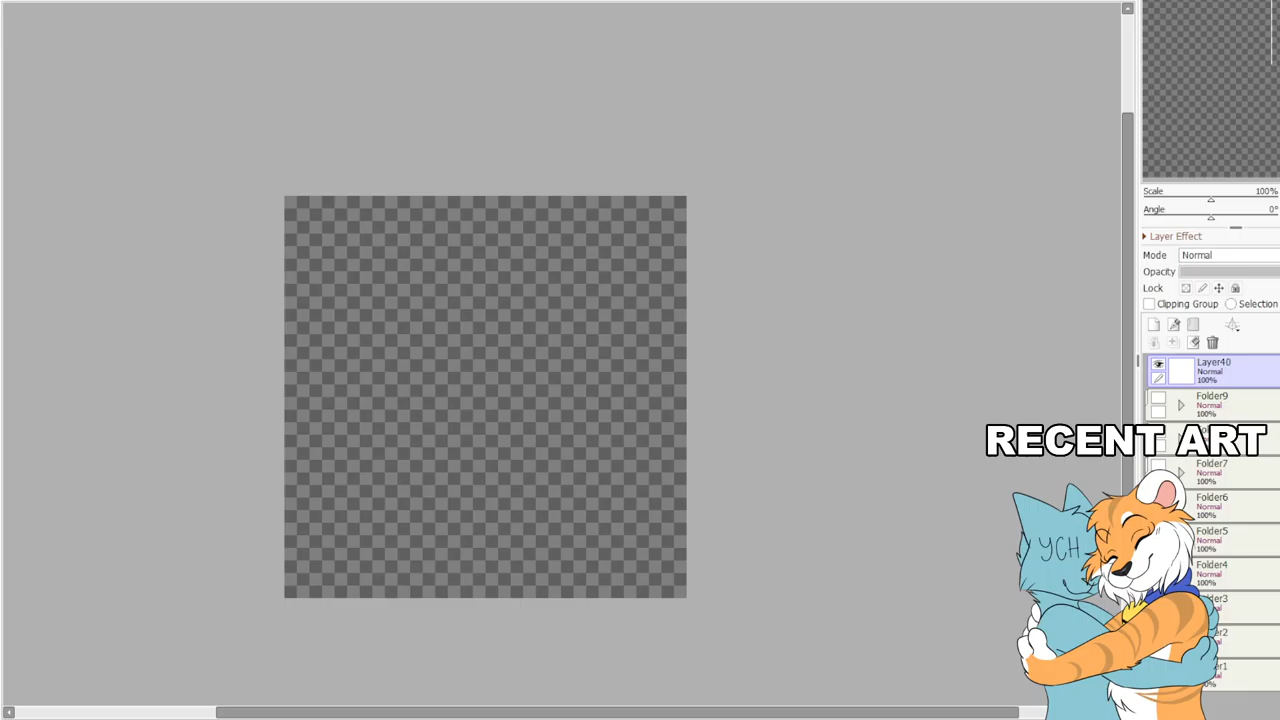 Scale 100%
Angle 0°
Layer Effect
Mode Normal
Opacity
Lock
Clipping Group Selection
Layer40
Normal
100%
Folder9
Normal
100%
RECENT ART
Folder7
Normal
100%
Folder6
Normal
100%
Folder5
Normal
100%
YCH
Folder4
Normal
100%